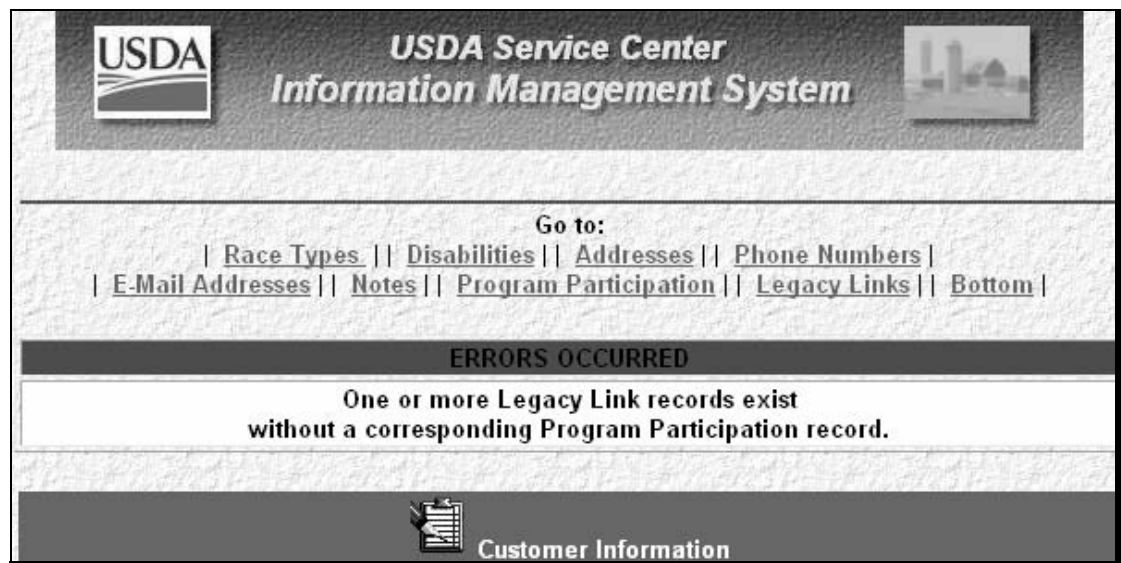 USDA
USDA Service Center
Information Management System
Go to:
| Race Types || Disabilities || Addresses || Phone Numbers |
| E-Mail Addresses || Notes || Program Participation || Legacy Links || Bottom |
ERRORS OCCURRED
One or more Legacy Link records exist
without a corresponding Program Participation record.
Customer Information